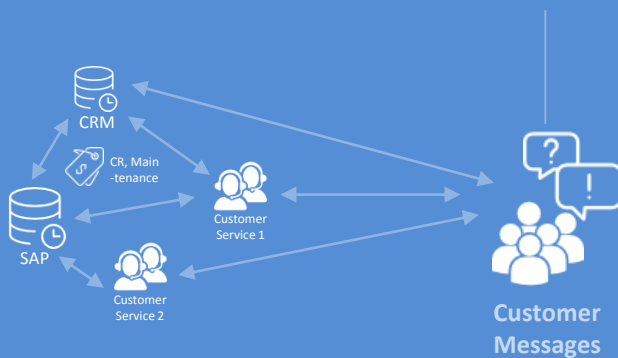 CRM
CR, Main
-tenance
SAP
Customer
Service 1
Customer
Service 2
$
?
!
Customer
Messages